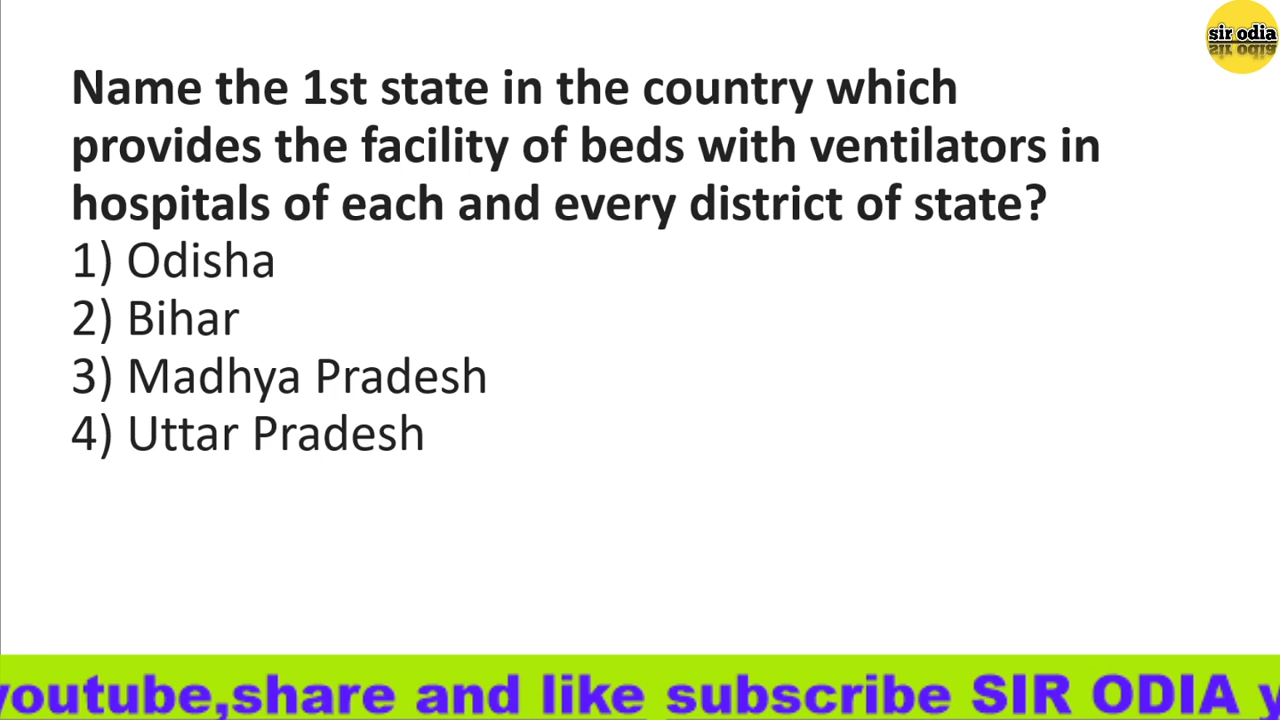 sir odia
Name the 1st state in the country which
provides the facility of beds with ventilators in
hospitals of each and every district of state?
1) Odisha
2) Bihar
3) Madhya Pradesh
4) Uttar Pradesh
youtube,share and like subscribe SIR ODIA y